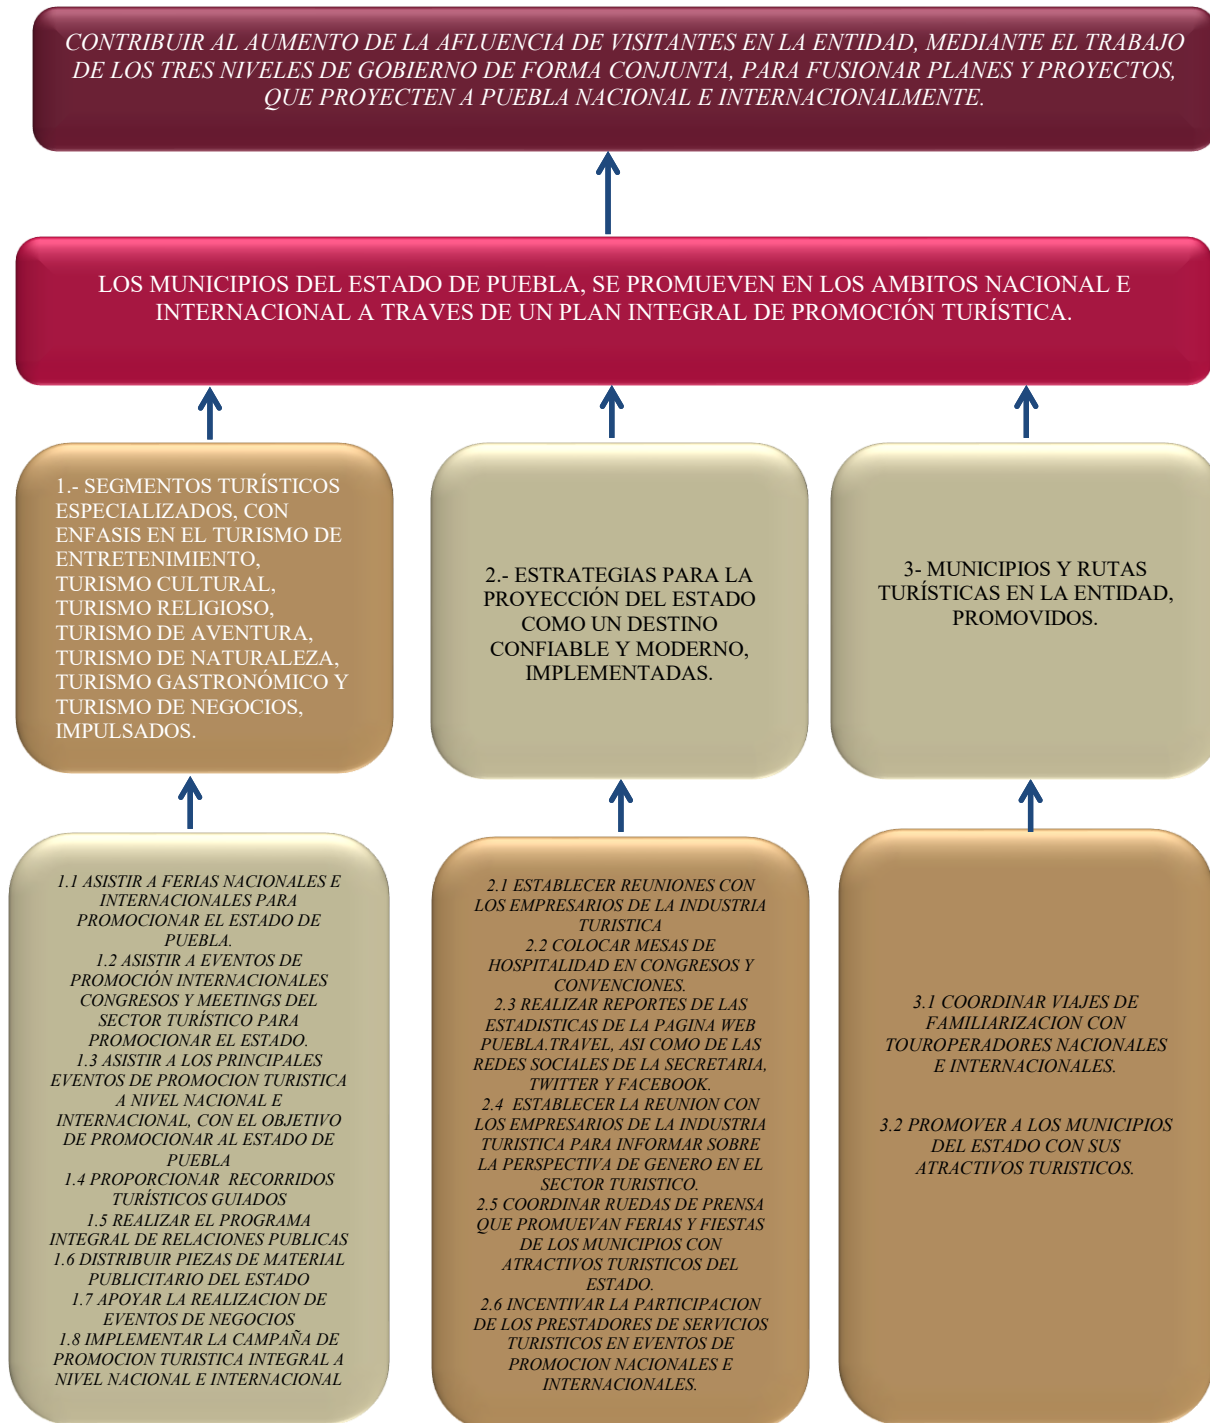 CONTRIBUIR AL AUMENTO DE LA AFLUENCIA DE VISITANTES EN LA ENTIDAD, MEDIANTE EL TRABAJO
DE LOS TRES NIVELES DE GOBIERNO DE FORMA CONJUNTA, PARA FUSIONAR PLANES Y PROYECTOS,
QUE PROYECTEN A PUEBLA NACIONAL E INTERNACIONALMENTE.
LOS MUNICIPIOS DEL ESTADO DE PUEBLA, SE PROMUEVEN EN LOS AMBITOS NACIONAL E
INTERNACIONAL A TRAVES DE UN PLAN INTEGRAL DE PROMOCIÓN TURÍSTICA.
1.- SEGMENTOS TURÍSTICOS
ESPECIALIZADOS, CON
ENFASIS EN EL TURISMO DE
ENTRETENIMIENTO,
TURISMO CULTURAL,
TURISMO RELIGIOSO,
TURISMO DE AVENTURA,
TURISMO DE NATURALEZA,
TURISMO GASTRONÓMICO Y
TURISMO DE NEGOCIOS,
IMPULSADOS.
2.- ESTRATEGIAS PARA LA
PROYECCIÓN DEL ESTADO
COMO UN DESTINO
CONFIABLE Y MODERNO,
IMPLEMENTADAS.
3- MUNICIPIOS Y RUTAS
TURÍSTICAS EN LA ENTIDAD,
PROMOVIDOS.
1.1 ASISTIR A FERIAS NACIONALES E
INTERNACIONALES PARA
PROMOCIONAR EL ESTADO DE
PUEBLA.
1.2 ASISTIR A EVENTOS DE
PROMOCIÓN INTERNACIONALES
CONGRESOS Y MEETINGS DEL
SECTOR TURÍSTICO PARA
PROMOCIONAR EL ESTADO.
1.3 ASISTIR A LOS PRINCIPALES
EVENTOS DE PROMOCION TURISTICA
A NIVEL NACIONAL E
INTERNACIONAL, CON EL OBJETIVO
DE PROMOCIONAR AL ESTADO DE
PUEBLA
1.4 PROPORCIONAR RECORRIDOS
TURÍSTICOS GUIADOS
1.5 REALIZAR EL PROGRAMA
INTEGRAL DE RELACIONES PUBLICAS
1.6 DISTRIBUIR PIEZAS DE MATERIAL
PUBLICITARIO DEL ESTADO
1.7 APOYAR LA REALIZACION DE
EVENTOS DE NEGOCIOS
1.8 IMPLEMENTAR LA CAMPAÑA DE
PROMOCION TURISTICA INTEGRAL A
NIVEL NACIONAL E INTERNACIONAL
2.1 ESTABLECER REUNIONES CON
LOS EMPRESARIOS DE LA INDUSTRIA
TURISTICA
2.2 COLOCAR MESAS DE
HOSPITALIDAD EN CONGRESOS Y
CONVENCIONES.
2.3 REALIZAR REPORTES DE LAS
ESTADISTICAS DE LA PAGINA WEB
PUEBLA.TRAVEL, ASI COMO DE LAS
REDES SOCIALES DE LA SECRETARIA,
TWITTER Y FACEBOOK.
2.4 ESTABLECER LA REUNION CON
LOS EMPRESARIOS DE LA INDUSTRIA
TURISTICA PARA INFORMAR SOBRE
LA PERSPECTIVA DE GENERO EN EL
SECTOR TURISTICO.
2.5 COORDINAR RUEDAS DE PRENSA
QUE PROMUEVAN FERIAS Y FIESTAS
DE LOS MUNICIPIOS CON
ATRACTIVOS TURISTICOS DEL
ESTADO.
2.6 INCENTIVAR LA PARTICIPACION
DE LOS PRESTADORES DE SERVICIOS
TURISTICOS EN EVENTOS DE
PROMOCION NACIONALES E
INTERNACIONALES.
3.1 COORDINAR VIAJES DE
FAMILIARIZACION CON
TOUROPERADORES NACIONALES
E INTERNACIONALES.
3.2 PROMOVER A LOS MUNICIPIOS
DEL ESTADO CON SUS
ATRACTIVOS TURISTICOS.